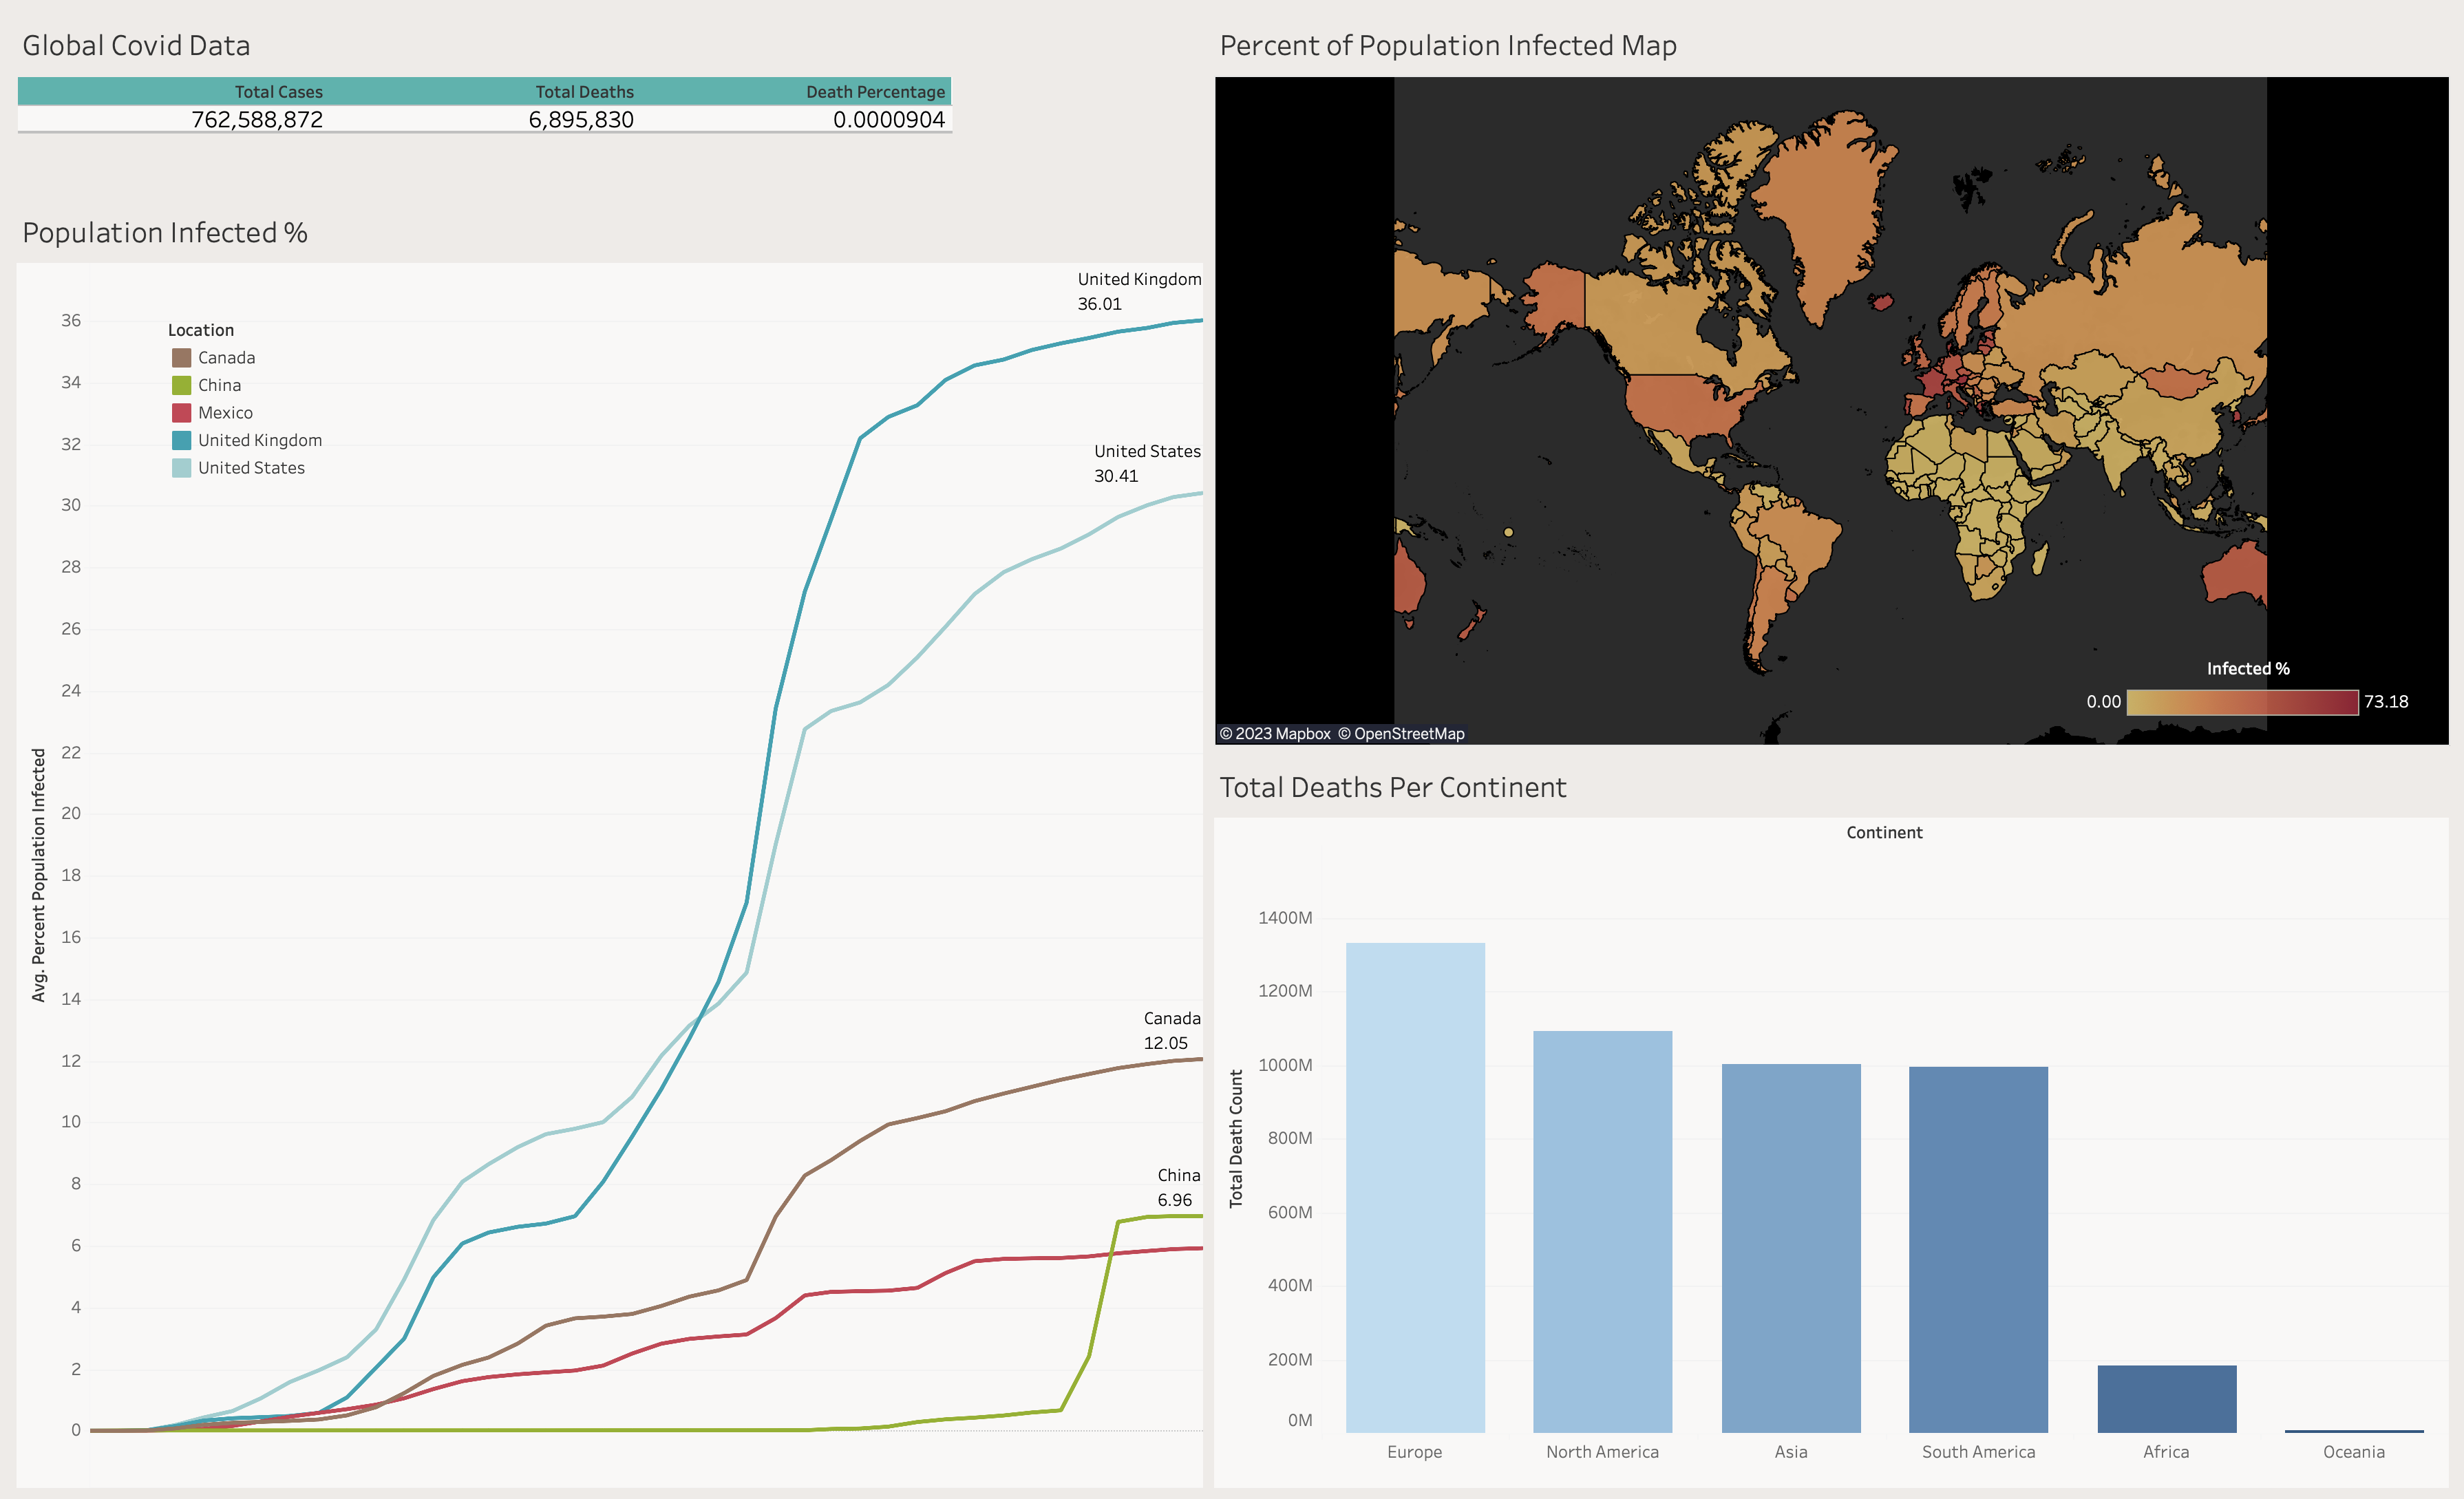 Global Covid Data
Total Cases Total Deaths Death Percentage
762,588,872 6,895,830 0.0000904
Population Infected %
United Kingdom
36.01
United States
30.41
Canada
12.05
China
6.96
Location
Canada
China
Mexico
United Kingdom
United States
Avg. Percent Population Infected
36
34
32
30
28
26
24
22
20
18
16
14
12
10
8
6
4
2
0
Percent of Population Infected Map
Infected %
0.00 73.18
© 2023 Mapbox © OpenStreetMap
Total Deaths Per Continent
Continent
Total Death Count
1400M
1200M
1000M
800M
600M
400M
200M
0M
Europe North America Asia South America Africa Oceania